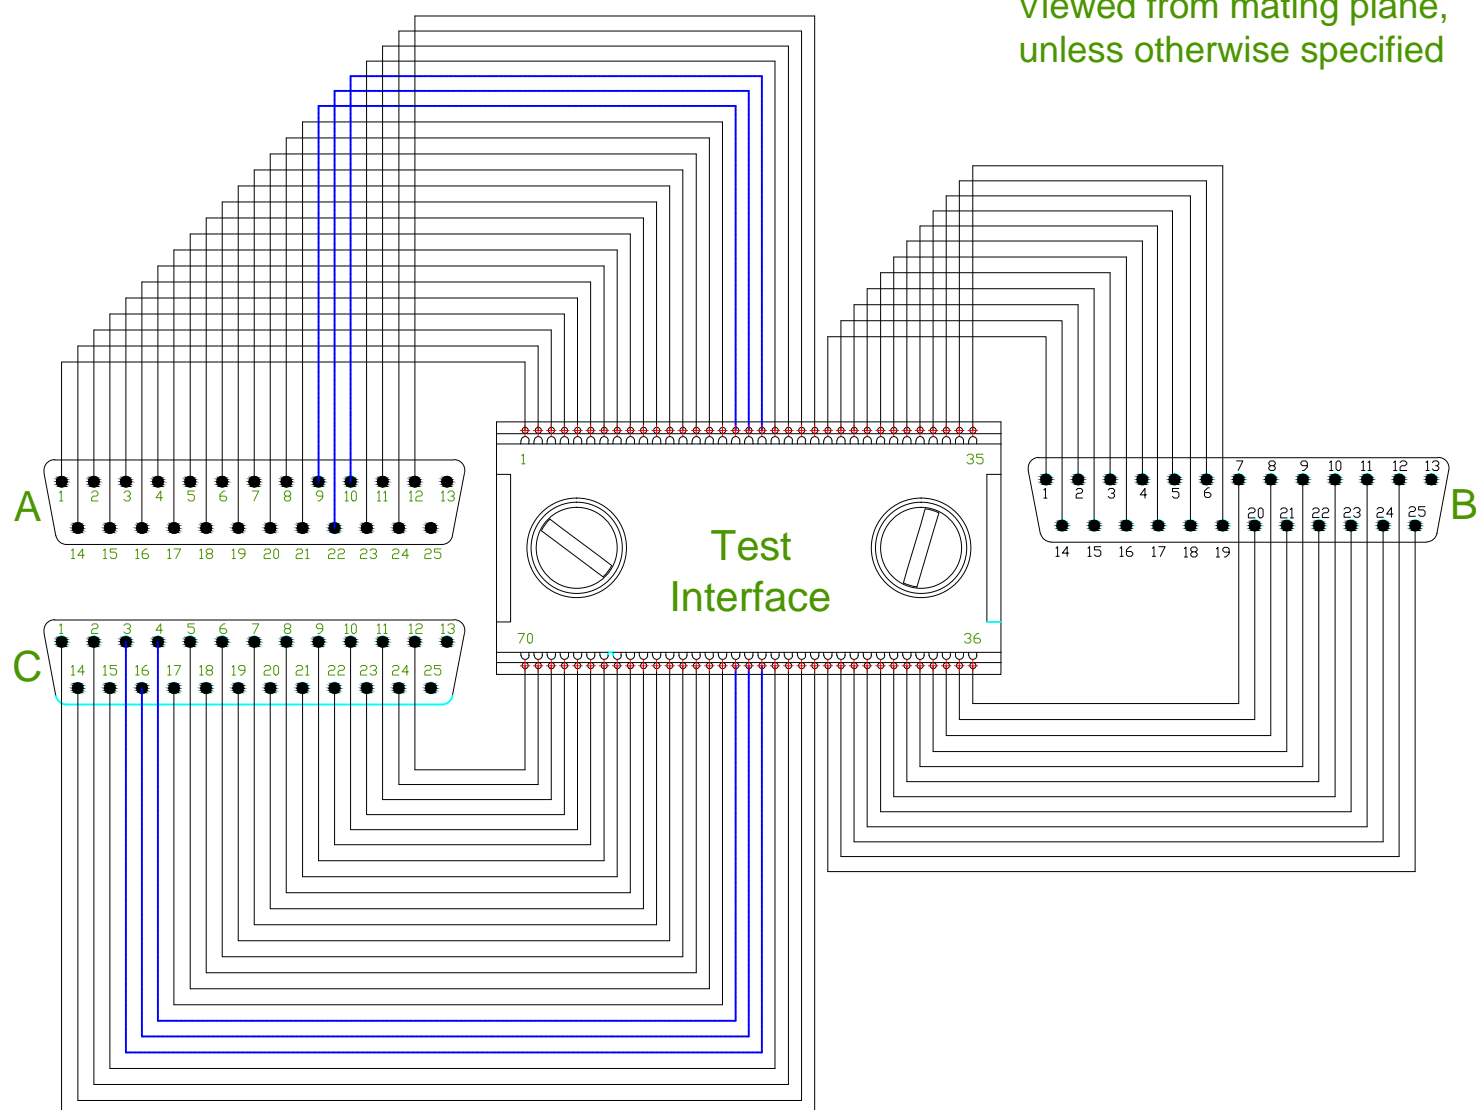 Viewed from mating plane,
unless otherwise specified
A
1 2 3 4 5 6 7 8 9 10 11 12 13
14 15 16 17 18 19 20 21 22 23 24 25
1 35
Test
Interface
70 36
B
1 2 3 4 5 6 7 8 9 10 11 12 13
14 15 16 17 18 19 20 21 22 23 24 25
C
1 2 3 4 5 6 7 8 9 10 11 12 13
14 15 16 17 18 19 20 21 22 23 24 25